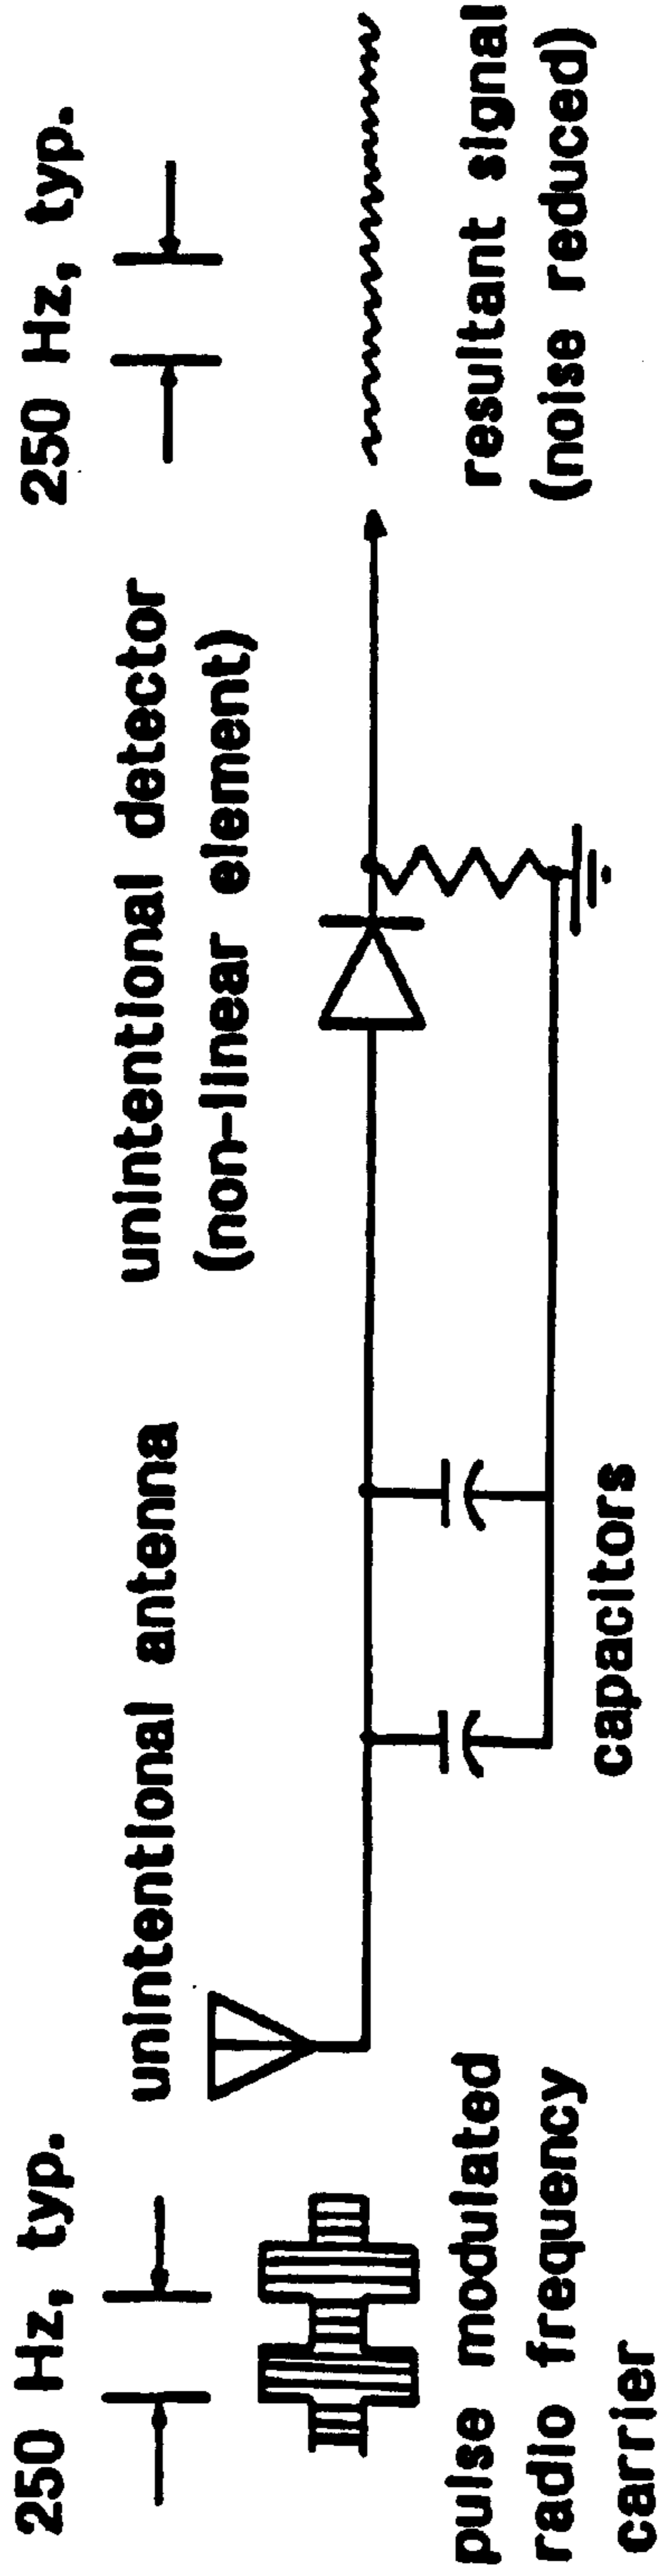 250 Hz, typ.
unintentional antenna
unintentional detector
(non-linear element)
250 Hz, typ.
pulse modulated
radio frequency
carrier
capacitors
resultant signal
(noise reduced)